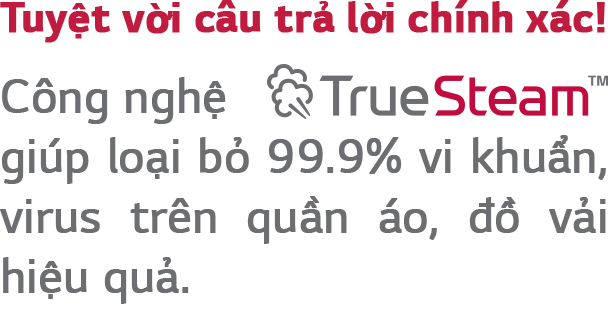 Tuyệt vời câu trả lời chính xác!
Công nghệ TrueSteam™
giúp loại bỏ 99.9% vi khuẩn,
virus trên quần áo, đồ vải
hiệu quả.